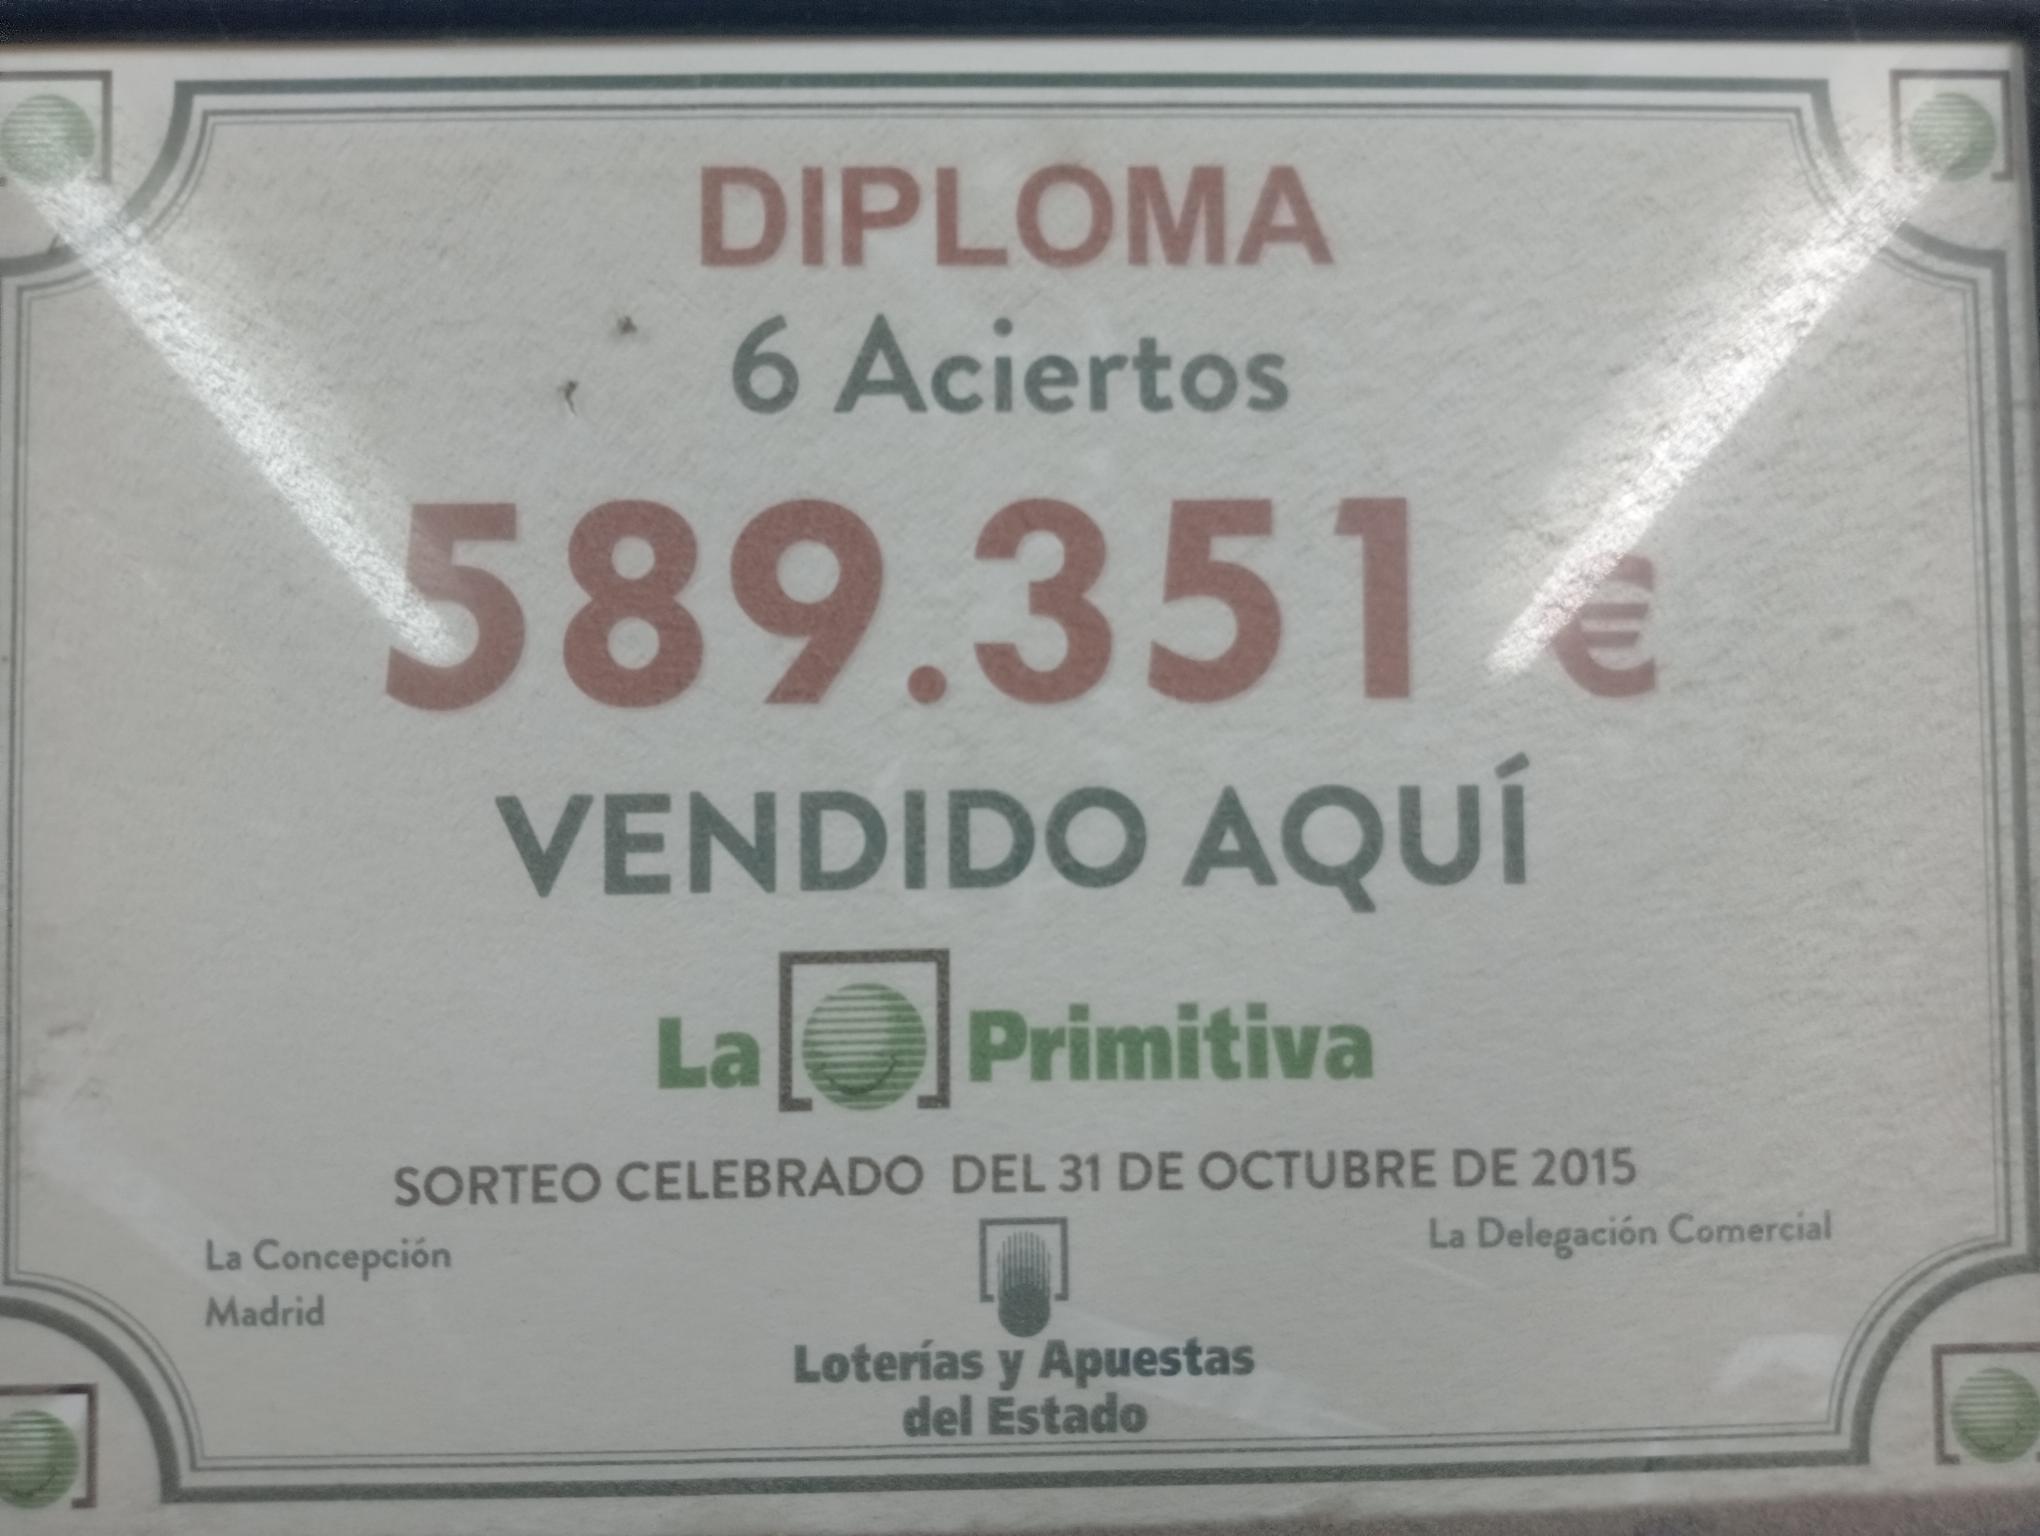 DIPLOMA
6 Aciertos
589.351 €
VENDIDO AQUÍ
La Primitiva
SORTEO CELEBRADO DEL 31 DE OCTUBRE DE 2015
La Concepción
Madrid
La Delegación Comercial
Loterías y Apuestas
del Estado